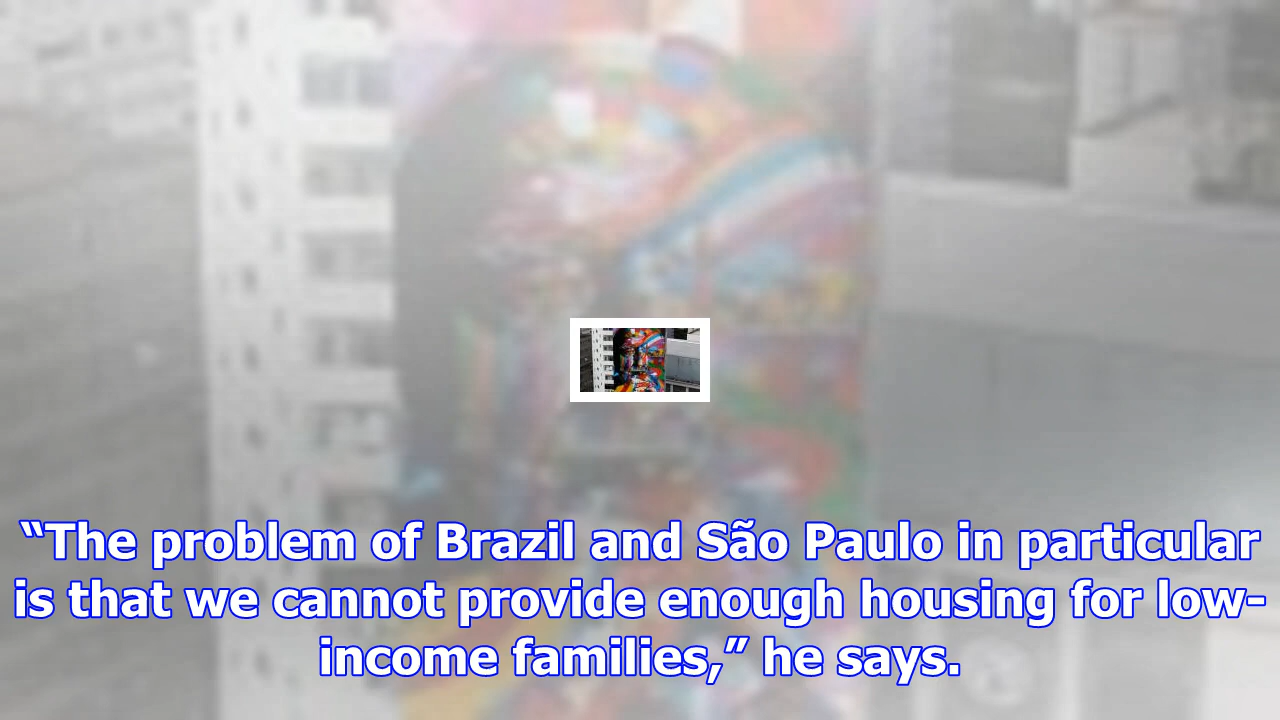 “The problem of Brazil and São Paulo in particular
is that we cannot provide enough housing for low-
income families,” he says.